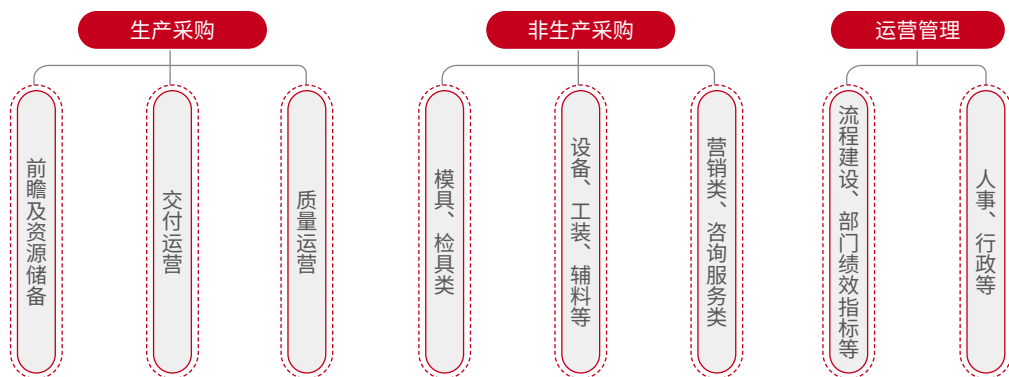 生产采购
前瞻及资源储备
交付运营
质量运营
非生产采购
模具、检具类
设备、工装、辅料等
营销类、咨询服务类
运营管理
流程建设、部门绩效指标等
人事、行政等